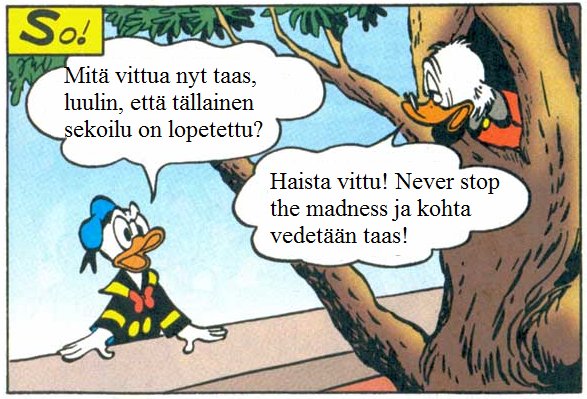 So!
Mitä vittua nyt taas,
luulin, että tällainen
sekoilu on lopetettu?
Haista vittu! Never stop
the madness ja kohta
vedetään taas!